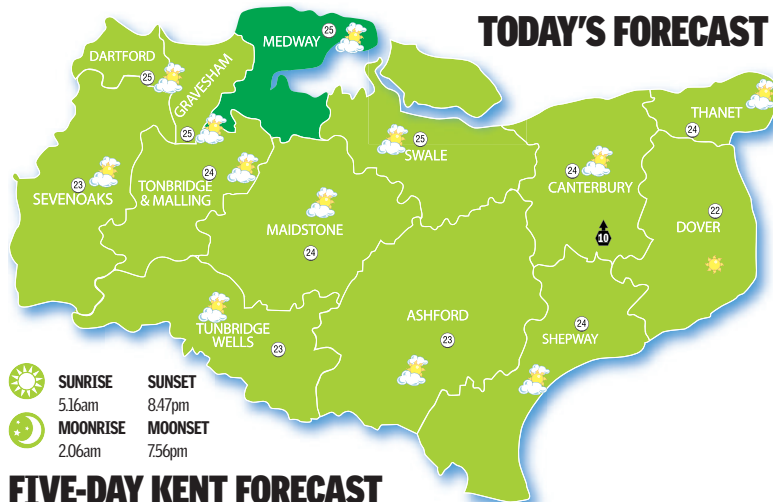 TODAY'S FORECAST
MEDWAY 25
DARTFORD
25
GRAVESHAM
25
THANET
24
25
SWALE
24
CANTERBURY
10
22
DOVER
23
SEVENOAKS
24
TONBRIDGE
& MALLING
MAIDSTONE
24
TUNBRIDGE
WELLS 23
ASHFORD
23
24
SHEPWAY
SUNRISE SUNSET
5.16am 8.47pm
MOONRISE MOONSET
2.06am 7.56pm
FIVE-DAY KENT FORECAST